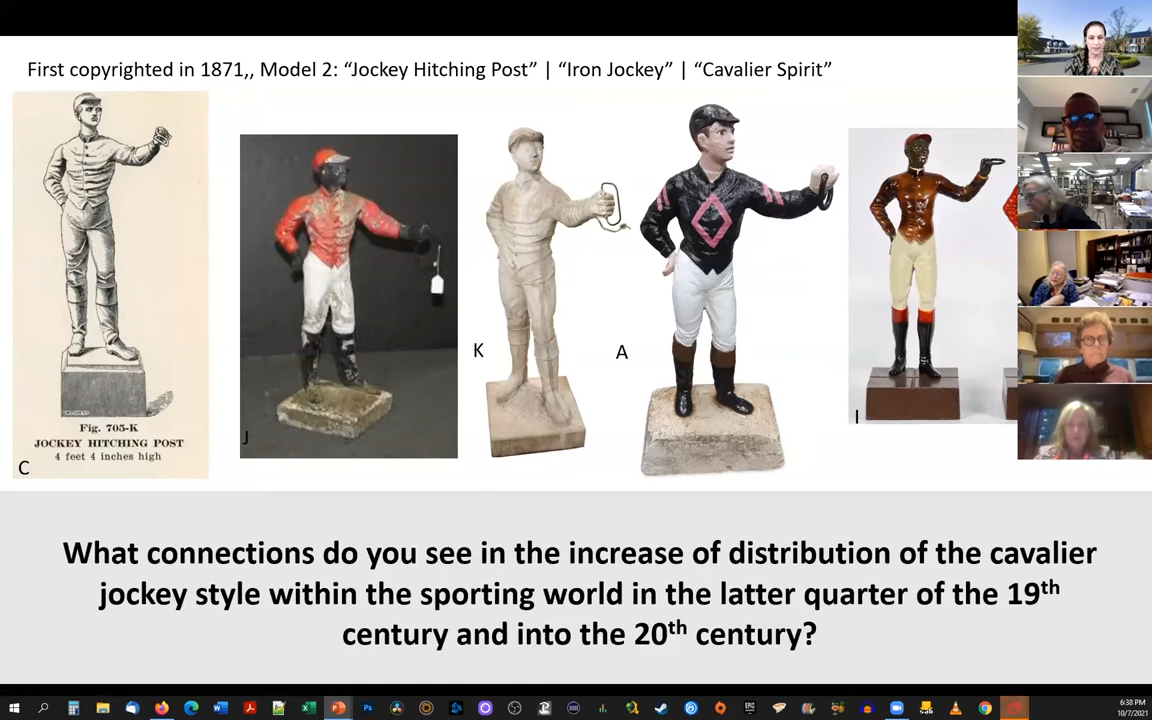 First copyrighted in 1871,, Model 2: “Jockey Hitching Post” | “Iron Jockey” | “Cavalier Spirit”
Fig. 705-K
JOCKEY HITCHING POST
4 feet 4 inches high
C
J
K
A
I
What connections do you see in the increase of distribution of the cavalier
jockey style within the sporting world in the latter quarter of the 19th
century and into the 20th century?
6:38 PM
10/7/2021